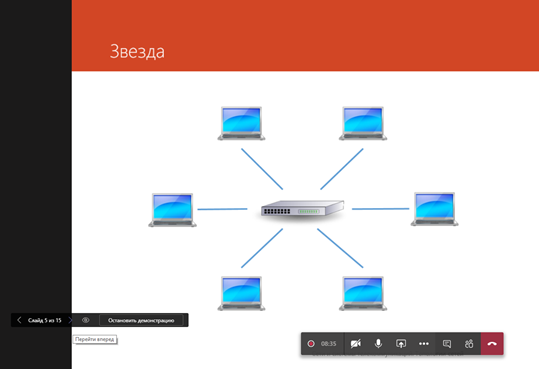 Звезда
Слайд 5 из 15
Остановить демонстрацию
Перейти вперед
08:35